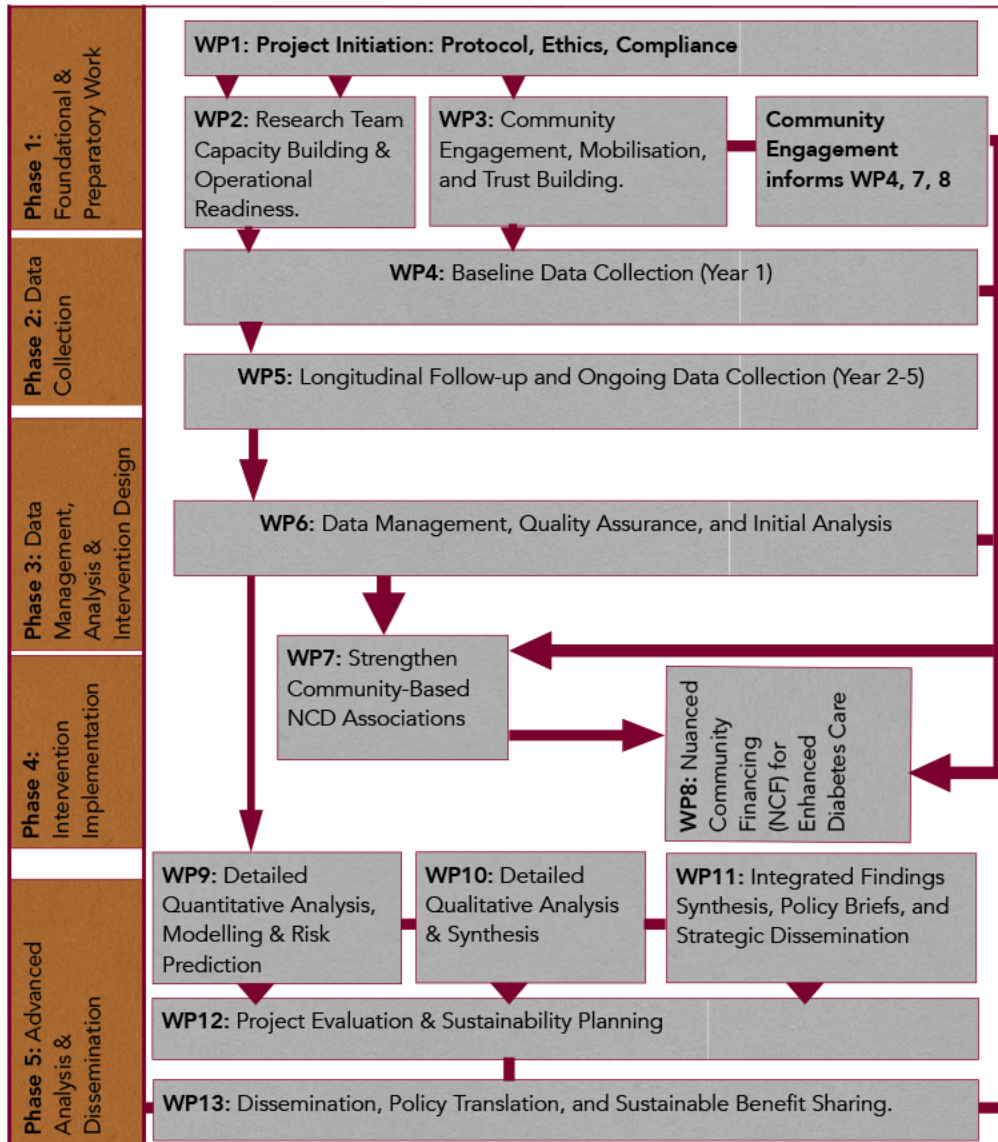 Phase 1:
Foundational &
Preparatory Work
WP1: Project Initiation: Protocol, Ethics, Compliance
WP2: Research Team
Capacity Building &
Operational
Readiness.
WP3: Community
Engagement, Mobilisation,
and Trust Building.
Community
Engagement
informs WP4, 7, 8
Phase 2: Data
Collection
WP4: Baseline Data Collection (Year 1)
WP5: Longitudinal Follow-up and Ongoing Data Collection (Year 2-5)
Phase 3: Data
Management,
Analysis &
Intervention Design
WP6: Data Management, Quality Assurance, and Initial Analysis
Phase 4:
Intervention
Implementation
WP7: Strengthen
Community-Based
NCD Associations
WP8: Nuanced
Community
Financing
(NCF) for
Enhanced
Diabetes Care
Phase 5: Advanced
Analysis &
Dissemination
WP9: Detailed
Quantitative Analysis,
Modelling & Risk
Prediction
WP10: Detailed
Qualitative Analysis
& Synthesis
WP11: Integrated Findings
Synthesis, Policy Briefs, and
Strategic Dissemination
WP12: Project Evaluation & Sustainability Planning
WP13: Dissemination, Policy Translation, and Sustainable Benefit Sharing.